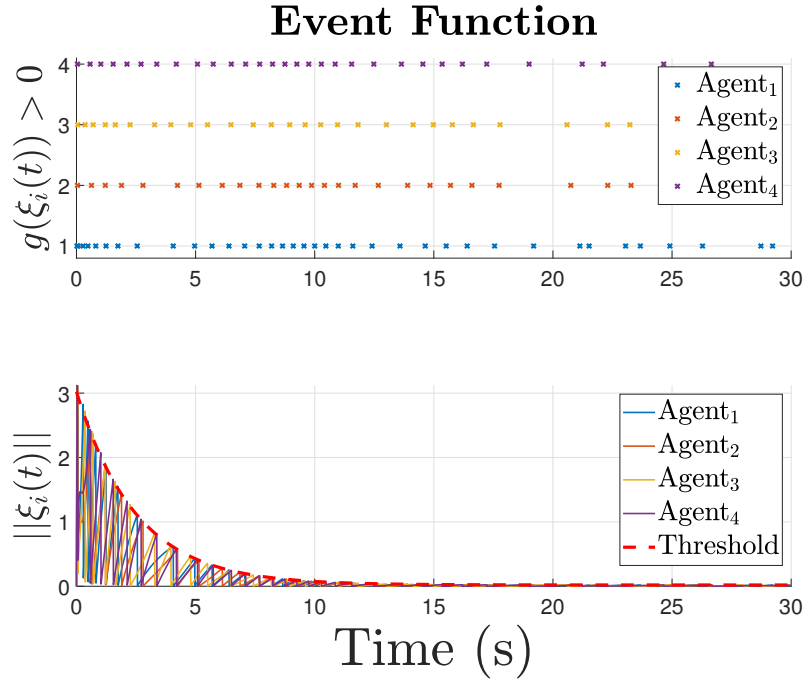 Event Function
g(ξᵢ(t)) > 0
4
3
2
1
0 5 10 15 20 25 30
Agent₁
Agent₂
Agent₃
Agent₄
||ξᵢ(t)||
3
2
1
0
0 5 10 15 20 25 30
Agent₁
Agent₂
Agent₃
Agent₄
Threshold
Time (s)